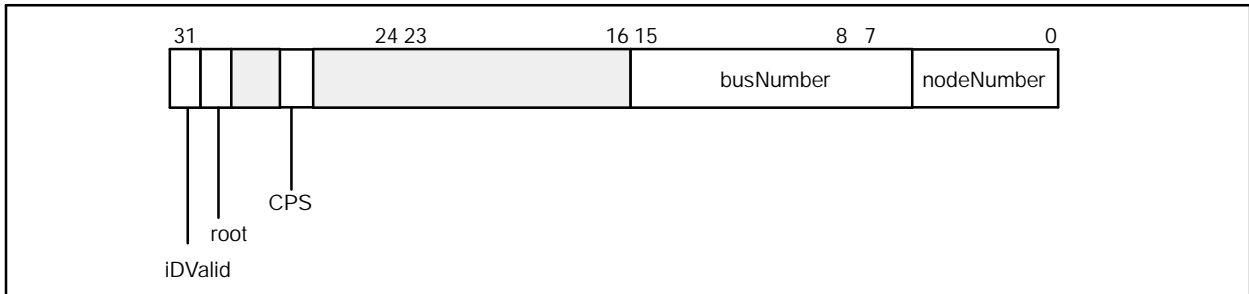 31 24 23 16 15 8 7 0
busNumber nodeNumber
CPS
root
iDValid